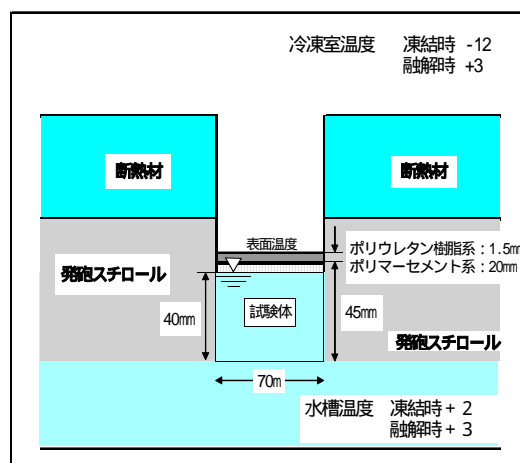 冷凍室温度 凍結時 -12
融解時 +3
断熱材
断熱材
表面温度
ポリウレタン樹脂系：1.5mm
ポリマーセメント系：20mm
発砲スチロール
試験体
40mm
45mm
発砲スチロール
70m
水槽温度 凍結時+ 2
融解時+ 3